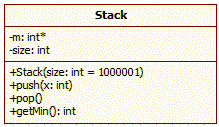 Stack
-m: int*
-size: int
+Stack(size: int = 1000001)
+push(x: int)
+pop()
+getMin(): int